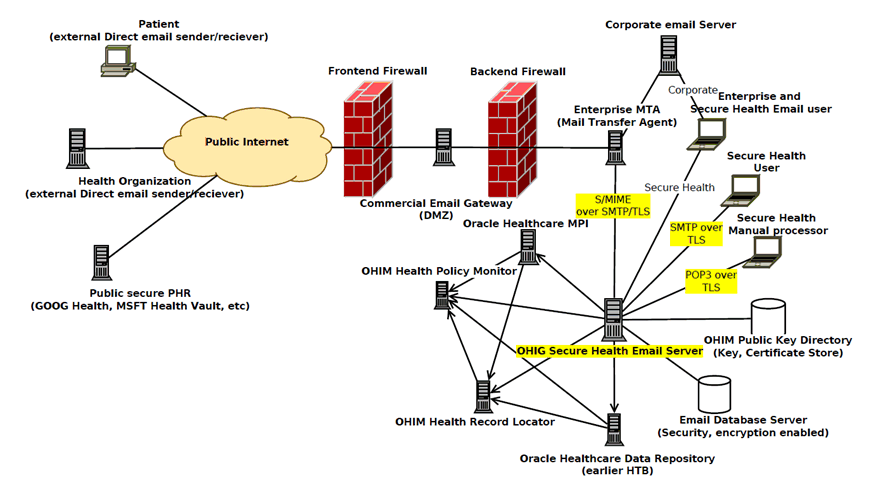 Patient
(external Direct email sender/reciever)
Corporate email Server
Frontend Firewall
Backend Firewall
Corporate
Enterprise and
Secure Health Email user
Enterprise MTA
(Mail Transfer Agent)
Public Internet
Secure Health
User
Health Organization
(external Direct email sender/reciever)
Commercial Email Gateway
(DMZ)
Secure Health
S/MIME
over SMTP/TLS
Oracle Healthcare MPI
Secure Health
Manual processor
SMTP over
TLS
OHIM Health Policy Monitor
POP3 over
TLS
Public secure PHR
(GOOG Health, MSFT Health Vault, etc)
OHIG Secure Health Email Server
OHIM Public Key Directory
(Key, Certificate Store)
OHIM Health Record Locator
Email Database Server
(Security, encryption enabled)
Oracle Healthcare Data Repository
(earlier HTB)